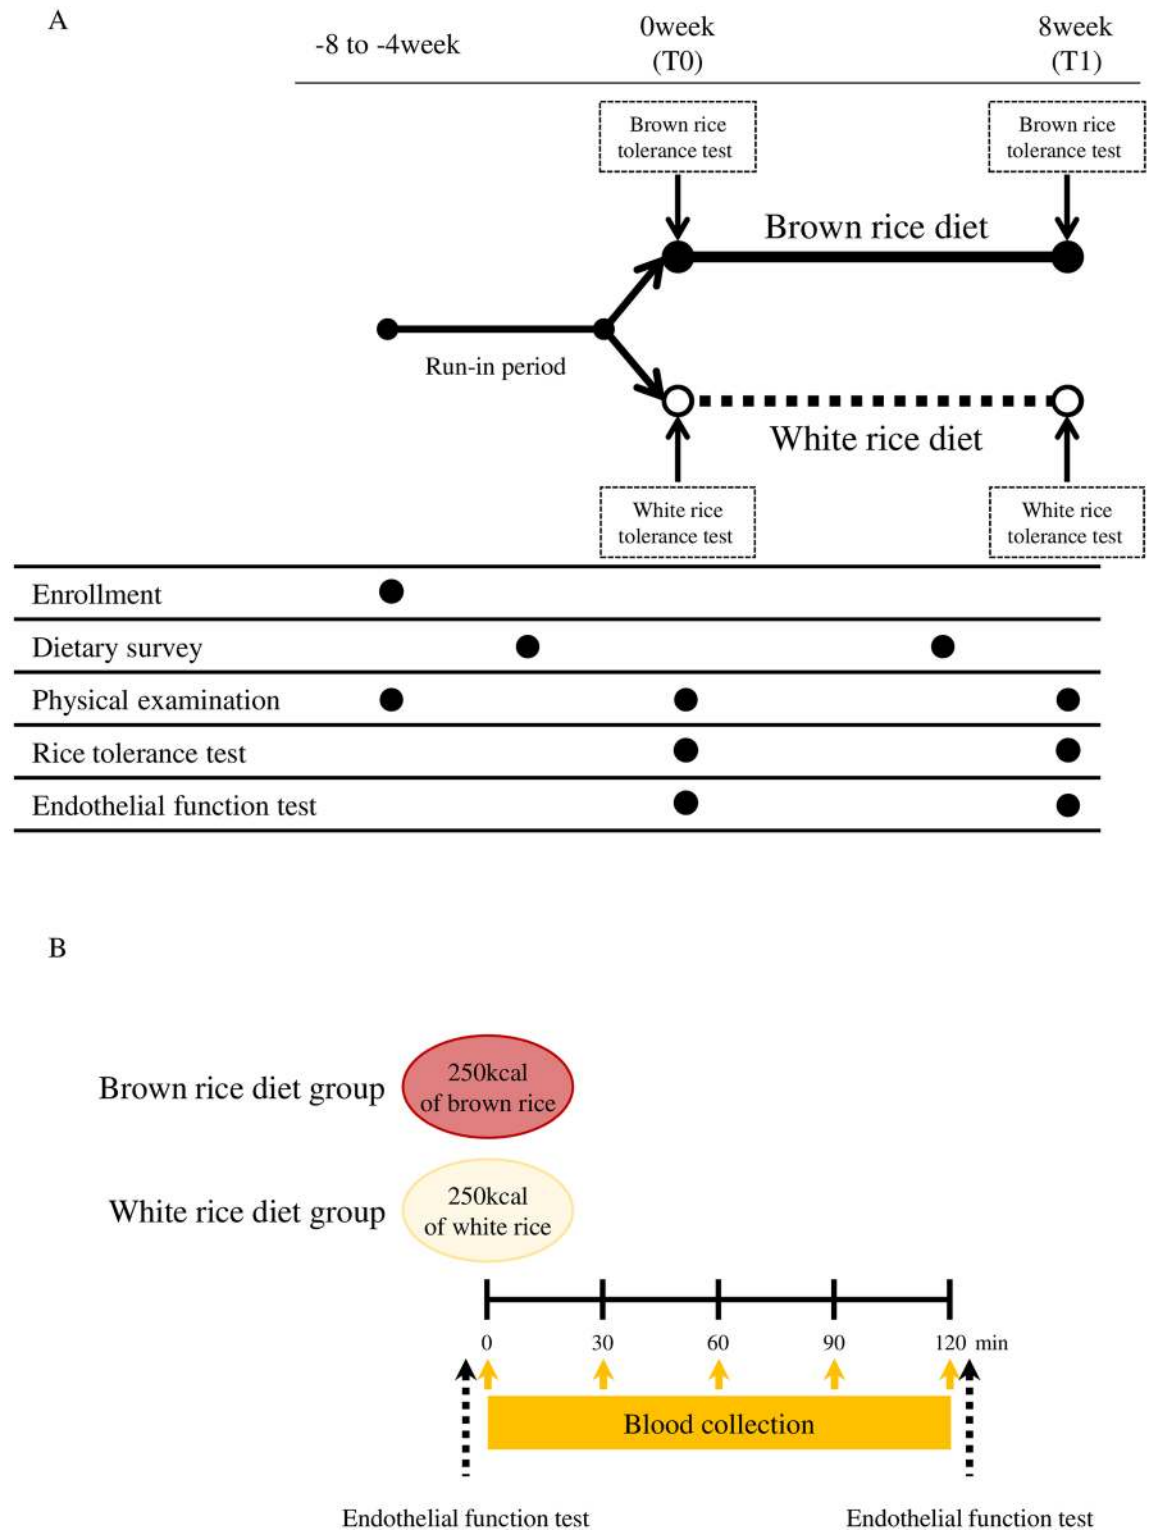 A
-8 to -4week
0week
(T0)
8week
(T1)
Brown rice
tolerance test
Brown rice
tolerance test
Brown rice diet
Run-in period
White rice diet
White rice
tolerance test
White rice
tolerance test
Enrollment
Dietary survey
Physical examination
Rice tolerance test
Endothelial function test
B
Brown rice diet group
250kcal
of brown rice
White rice diet group
250kcal
of white rice
0 30 60 90 120 min
Blood collection
Endothelial function test
Endothelial function test